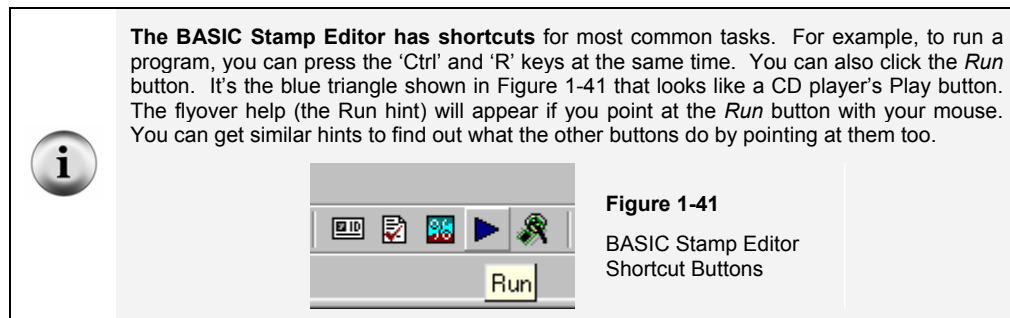 The BASIC Stamp Editor has shortcuts for most common tasks. For example, to run a
program, you can press the ‘Ctrl’ and ‘R’ keys at the same time. You can also click the Run
button. It’s the blue triangle shown in Figure 1-41 that looks like a CD player’s Play button.
The flyover help (the Run hint) will appear if you point at the Run button with your mouse.
You can get similar hints to find out what the other buttons do by pointing at them too.
i
ID
Run
Figure 1-41
BASIC Stamp Editor
Shortcut Buttons